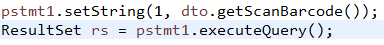 pstmt1.setString(1, dto.getScanBarcode());
ResultSet rs = pstmt1.executeQuery();